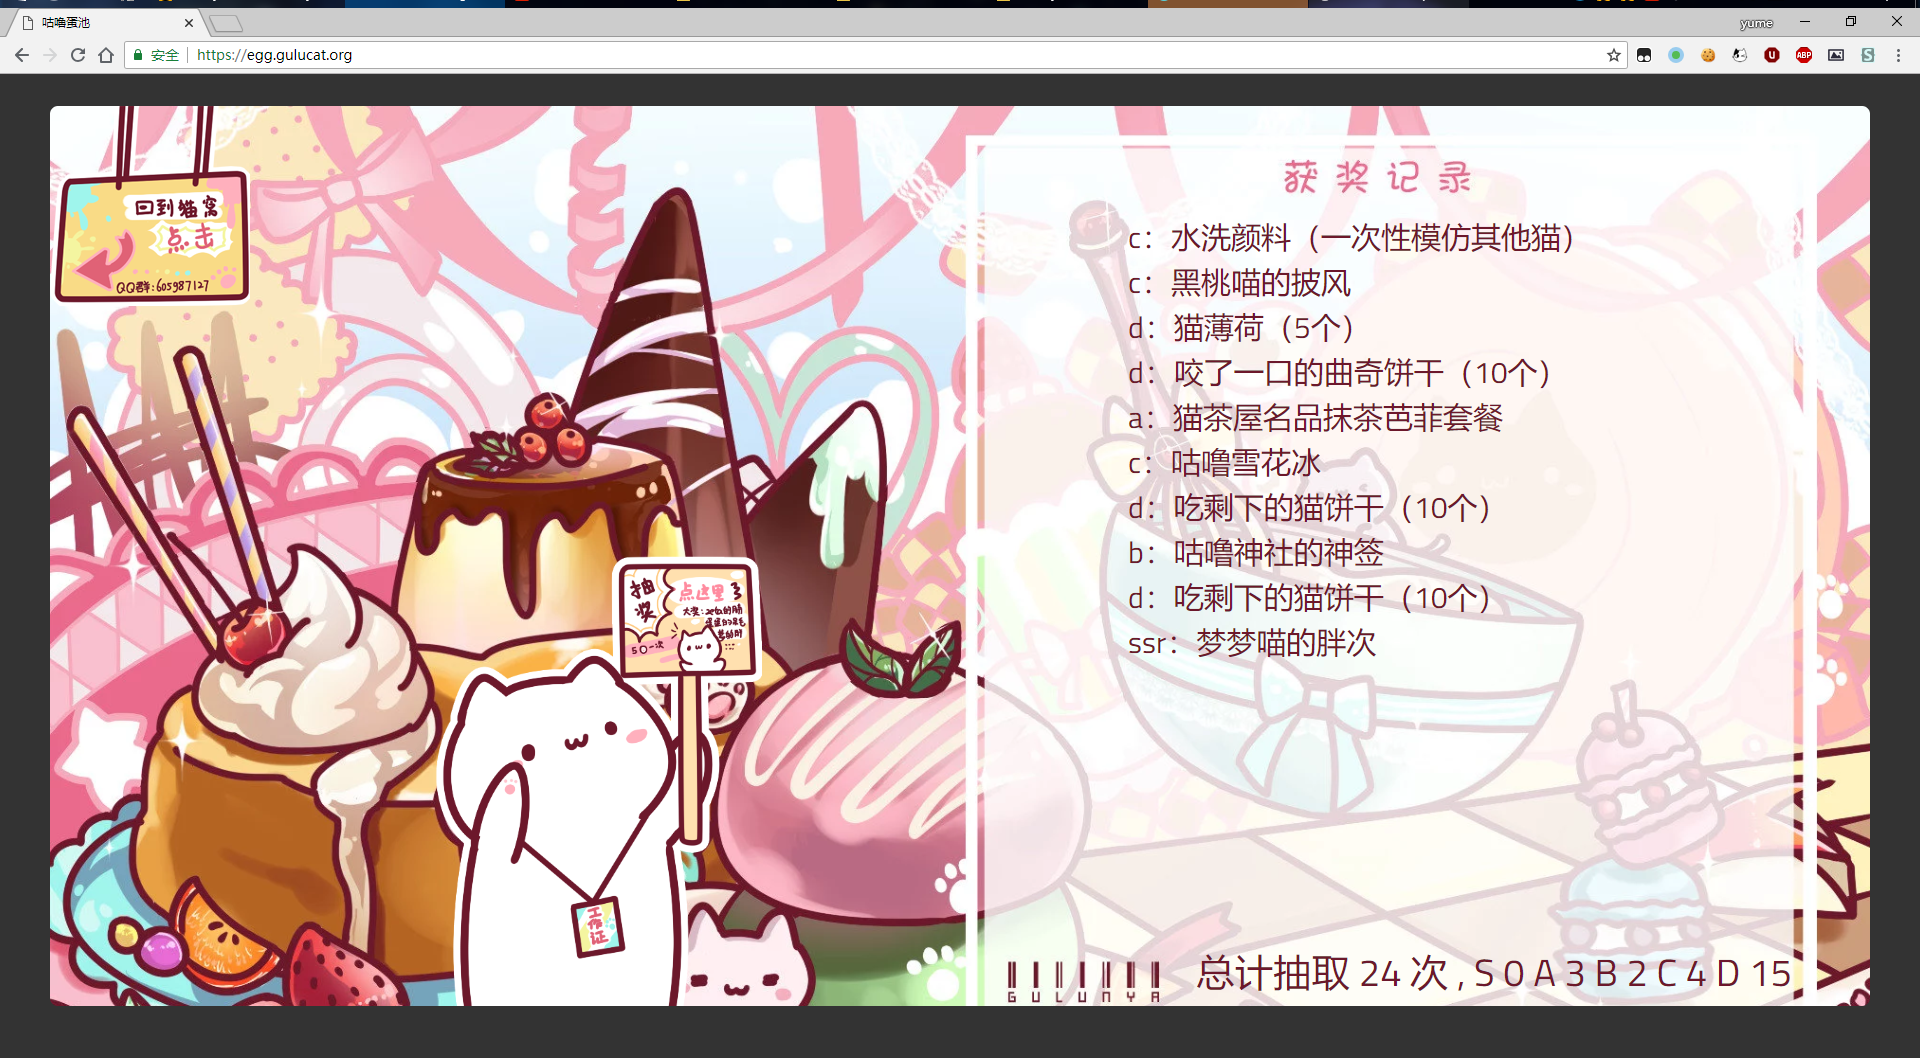 咕噜蛋池
yume
安全
https://egg.gulucat.org
回到猫窝
点击
QQ群:605987127
获奖记录
c：水洗颜料（一次性模仿其他猫）
c：黑桃喵的披风
d：猫薄荷（5个）
d：咬了一口的曲奇饼干（10个）
a：猫茶屋名品抹茶芭菲套餐
c：咕噜雪花冰
d：吃剩下的猫饼干（10个）
b：咕噜神社的神签
d：吃剩下的猫饼干（10个）
ssr：梦梦喵的胖次
抽奖
点这里
50一次
工作证
GULUNYA
总计抽取 24 次 , S 0 A 3 B 2 C 4 D 15